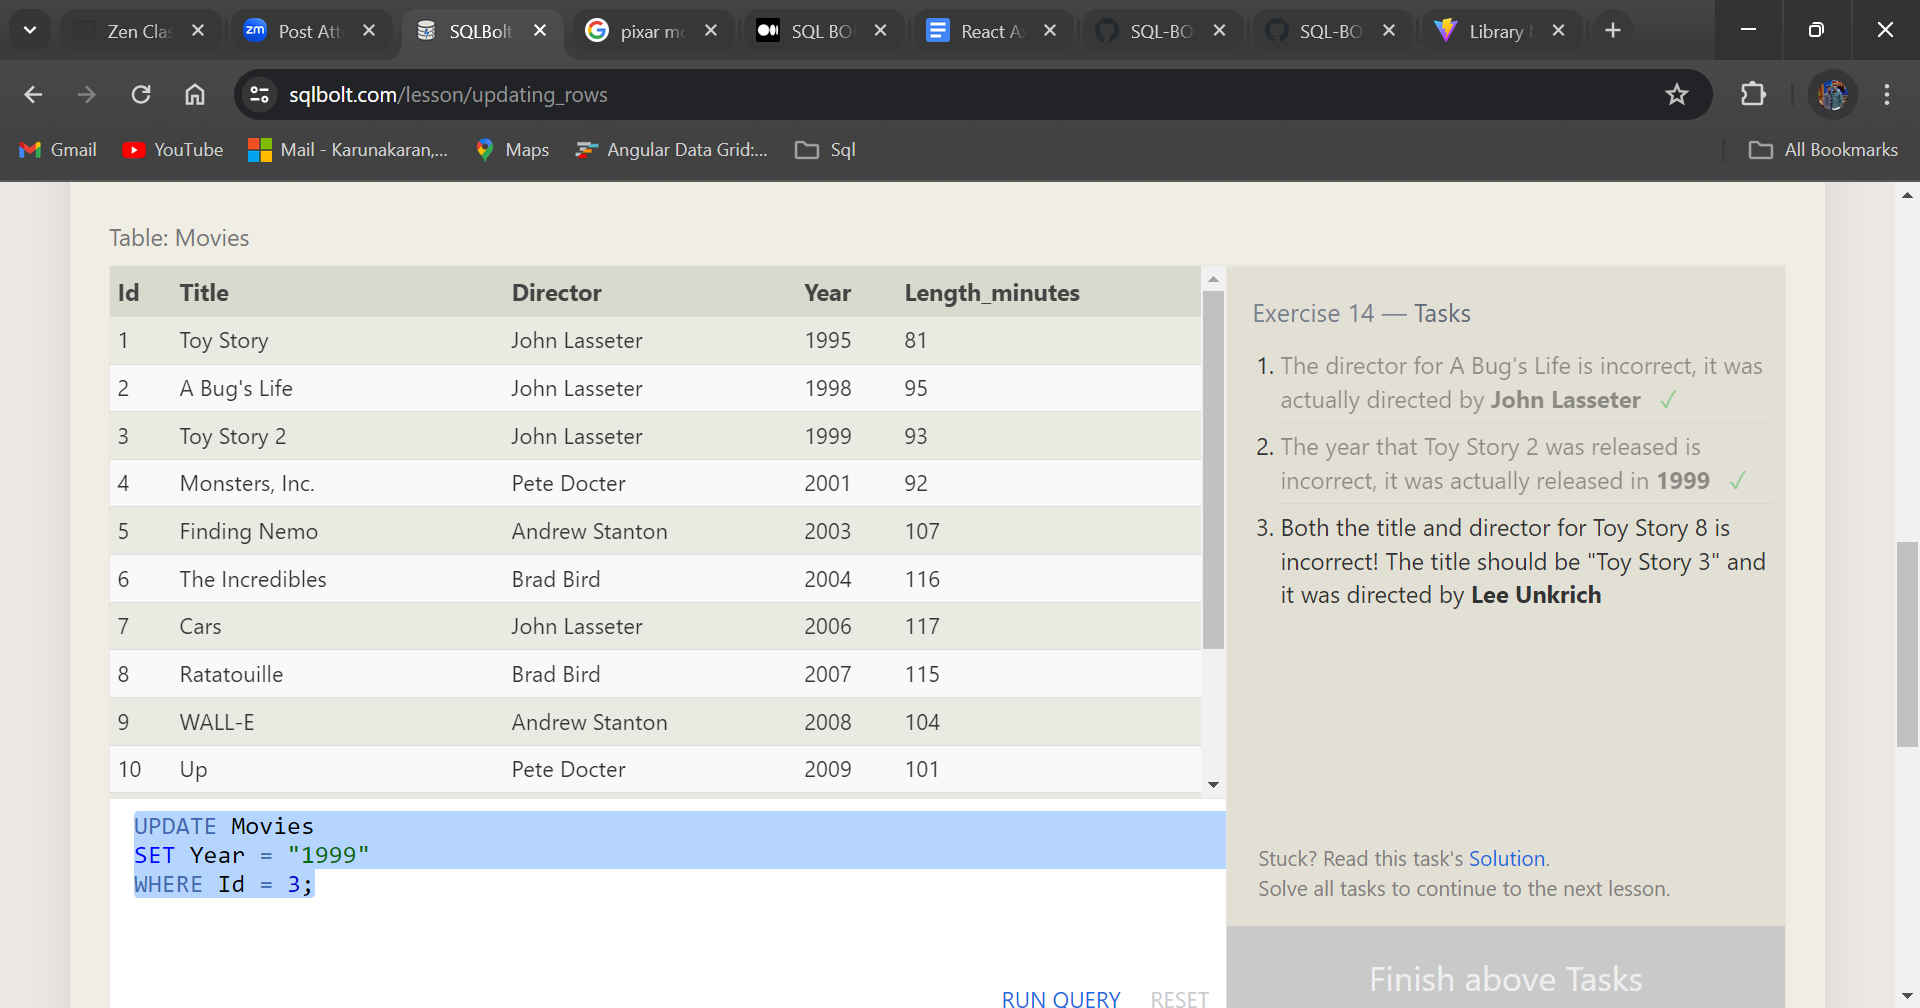 Zen Clas
zm Post Att
SQLBolt
pixar mo
SQL BO
React A
SQL-BO
SQL-BO
Library
sqlbolt.com/lesson/updating_rows
Gmail
YouTube
Mail - Karunakaran,...
Maps
Angular Data Grid:...
Sql
All Bookmarks
Table: Movies
Id Title Director Year Length_minutes
1 Toy Story John Lasseter 1995 81
2 A Bug's Life John Lasseter 1998 95
3 Toy Story 2 John Lasseter 1999 93
4 Monsters, Inc. Pete Docter 2001 92
5 Finding Nemo Andrew Stanton 2003 107
6 The Incredibles Brad Bird 2004 116
7 Cars John Lasseter 2006 117
8 Ratatouille Brad Bird 2007 115
9 WALL-E Andrew Stanton 2008 104
10 Up Pete Docter 2009 101
UPDATE Movies
SET Year = "1999"
WHERE Id = 3;
RUN QUERY RESET
Exercise 14 — Tasks
1. The director for A Bug's Life is incorrect, it was
actually directed by John Lasseter ✓
2. The year that Toy Story 2 was released is
incorrect, it was actually released in 1999 ✓
3. Both the title and director for Toy Story 8 is
incorrect! The title should be "Toy Story 3" and
it was directed by Lee Unkrich
Stuck? Read this task's Solution.
Solve all tasks to continue to the next lesson.
Finish above Tasks